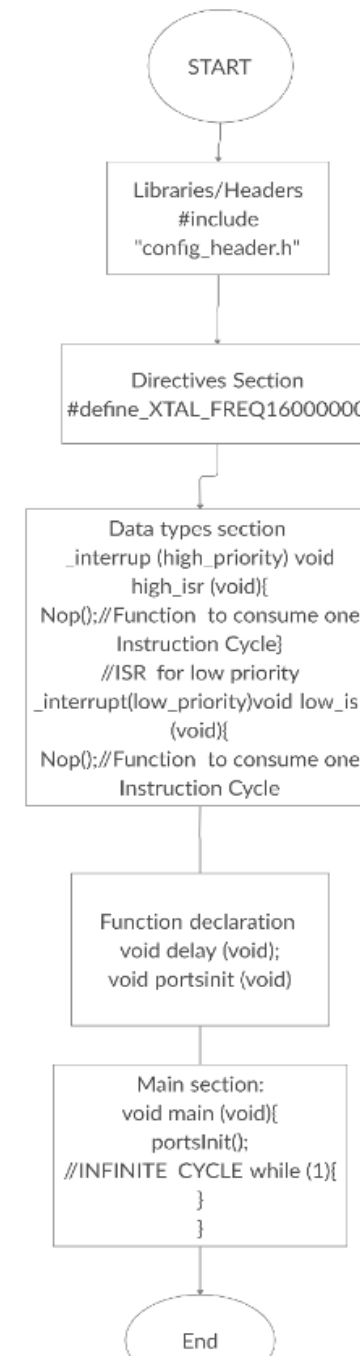 START
Libraries/Headers
#include
"config_header.h"
Directives Section
#define_XTAL_FREQ16000000
Data types section
_interrup (high_priority) void
high_isr (void){
Nop();//Function to consume one
Instruction Cycle}
//ISR for low priority
_interrupt(low_priority)void low_is
(void){
Nop();//Function to consume one
Instruction Cycle
Function declaration
void delay (void);
void portsinit (void)
Main section:
void main (void){
portsInit();
//INFINITE CYCLE while (1){
}
}
End